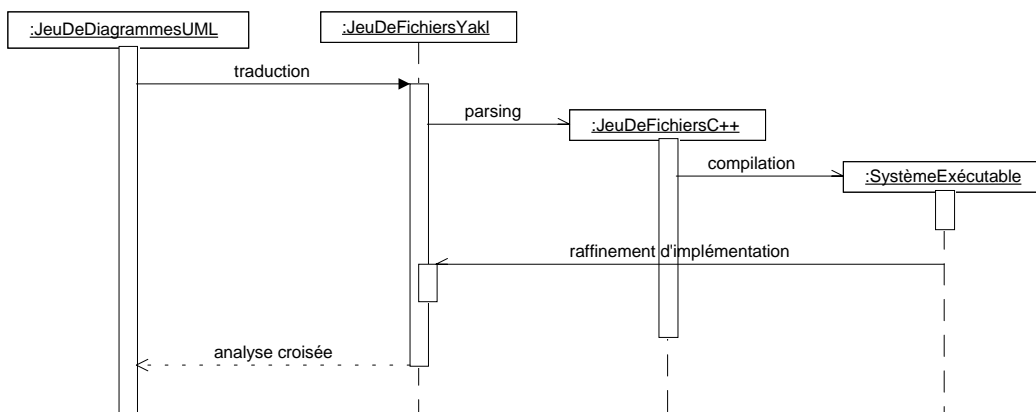 :JeuDeDiagrammesUML
:JeuDeFichiersYakl
traduction
parsing
:JeuDeFichiersC++
compilation
:SystèmeExécutable
raffinement d'implémentation
analyse croisée